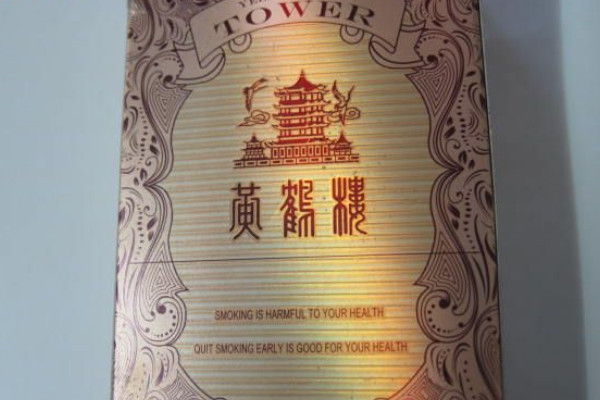 TOWER
黄鹤楼
SMOKING IS HARMFUL TO YOUR HEALTH
QUIT SMOKING EARLY IS GOOD FOR YOUR HEALTH